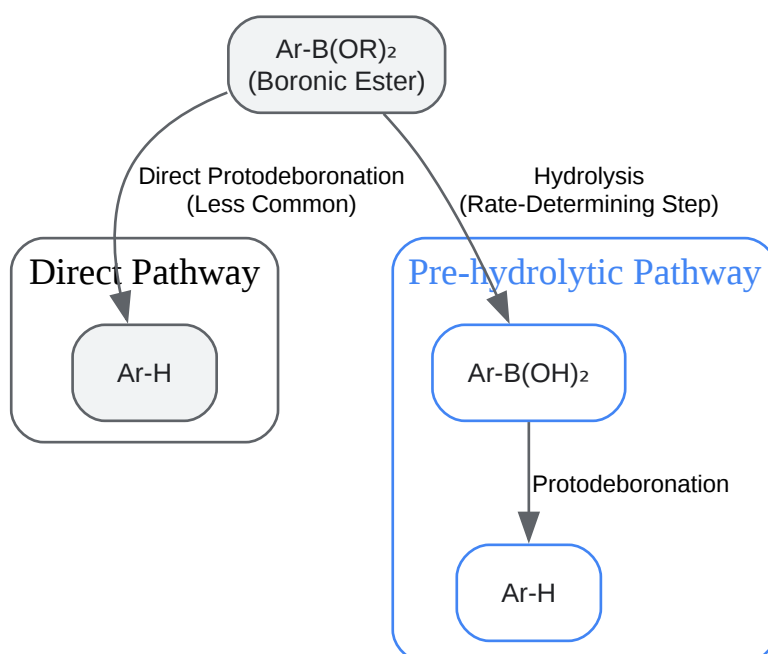 Ar-B(OR)₂
(Boronic Ester)
Direct Protodeboronation
(Less Common)
Hydrolysis
(Rate-Determining Step)
Direct Pathway
Pre-hydrolytic Pathway
Ar-H
Ar-B(OH)₂
Protodeboronation
Ar-H